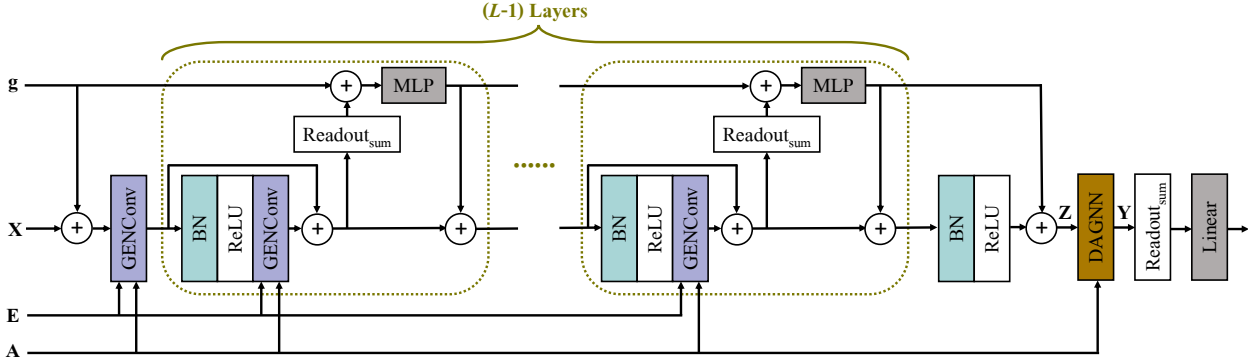 (L-1) Layers
g
+
MLP
+
MLP
+
Readout_sum
Readout_sum
......
X
+
GENConv
BN
ReLU
GENConv
+
+
BN
ReLU
GENConv
+
+
BN
ReLU
+
Z
DAGNN
Y
Readout_sum
Linear
E
A